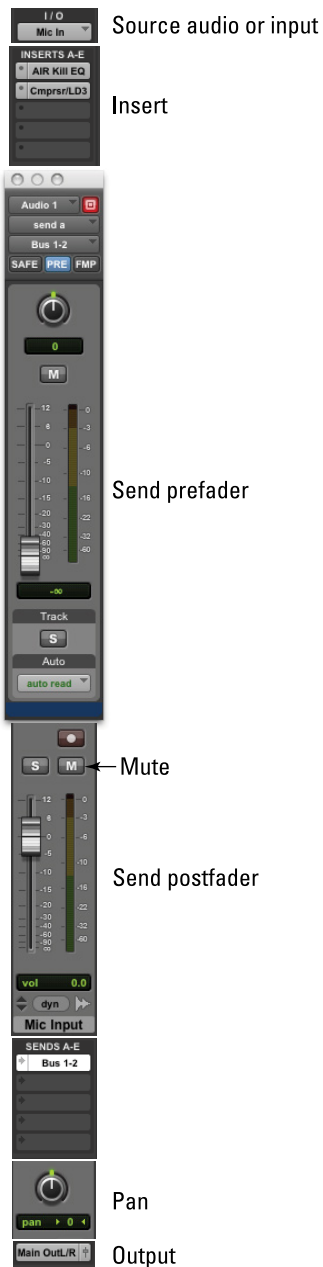 I / O
Mic In
Source audio or input
INSERTS A-E
AIR Kill EQ
Cmprsr/LD3
Insert
Audio 1
send a
Bus 1-2
SAFE PRE FMP
0
M
12 0
6 -3
0 -6
-5
-10 -10
-15 -16
-20 -22
-30
-40 -32
-60
-90 -60
∞
Send prefader
-∞
Track
S
Auto
auto read
S M
Mute
12 0
6 -3
0 -6
-5
-10 -10
-15 -16
-20 -22
-30
-40 -32
-60
-90 -60
∞
Send postfader
vol 0.0
dyn
Mic Input
SENDS A-E
Bus 1-2
Pan
pan 0
Main OutL/R
Output